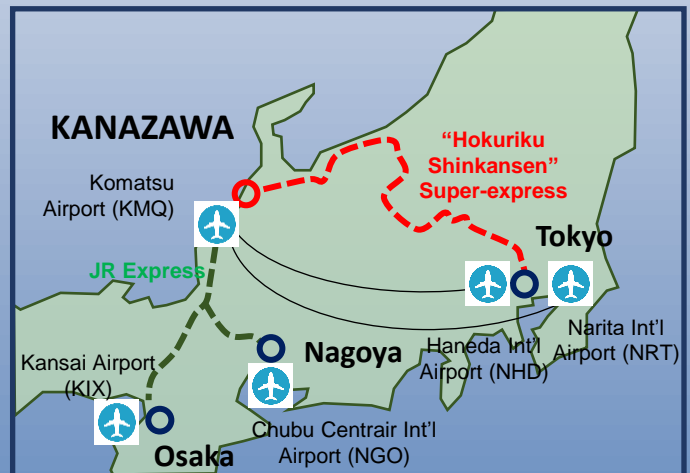 KANAZAWA
Komatsu
Airport (KMQ)
“Hokuriku
Shinkansen”
Super-express
Tokyo
JR Express
Kansai Airport
(KIX)
Nagoya
Haneda Int’l
Airport (NHD)
Narita Int’l
Airport (NRT)
Osaka
Chubu Centrair Int’l
Airport (NGO)